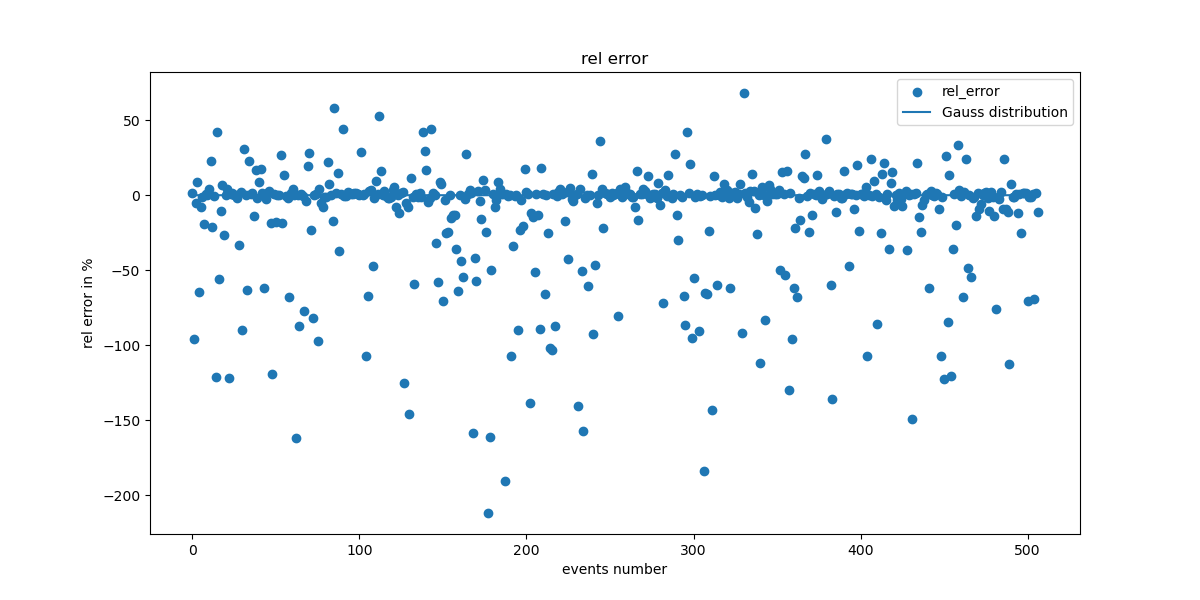 rel error
rel_error
Gauss distribution
50
0
−50
−100
−150
−200
rel error in %
0
100
200
300
400
500
events number